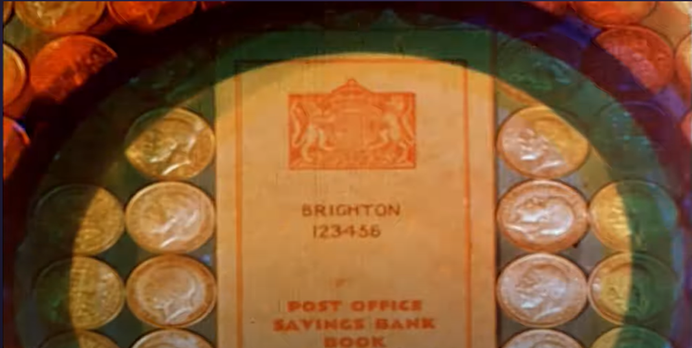 BRIGHTON
123456
POST OFFICE
SAVINGS BANK
BOOK